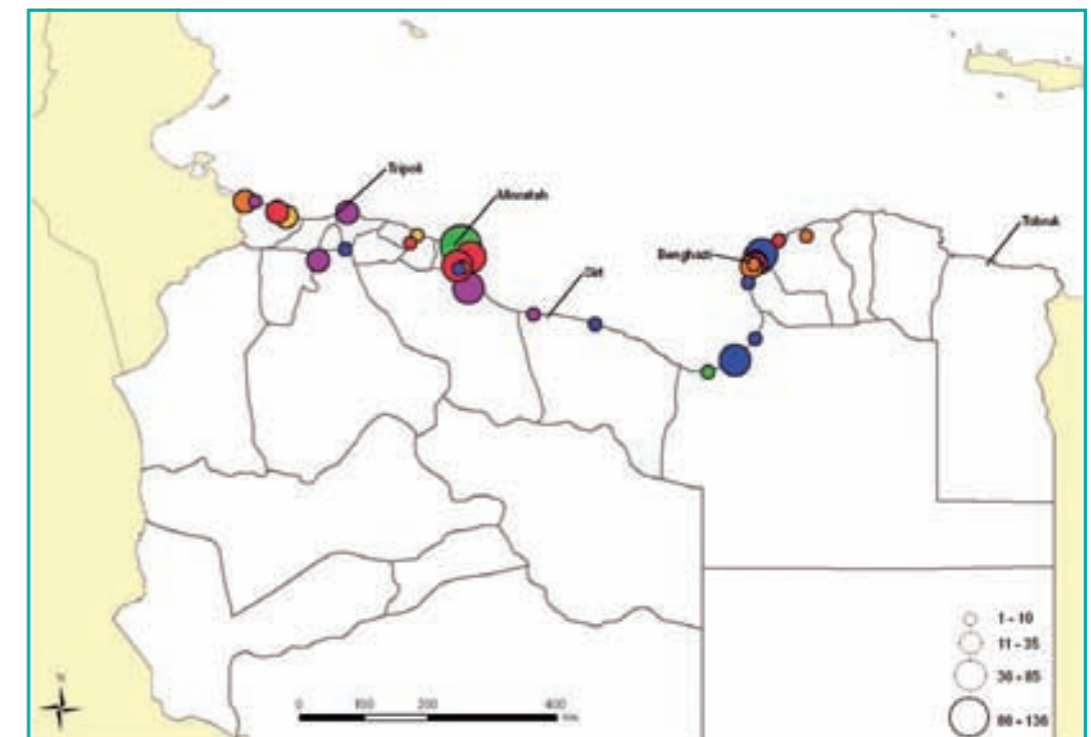 Tripoli
Misratah
Benghazi
Tobruk
Sirt
1 - 10
11 - 35
36 - 85
86 - 136
N
0 100 200 400